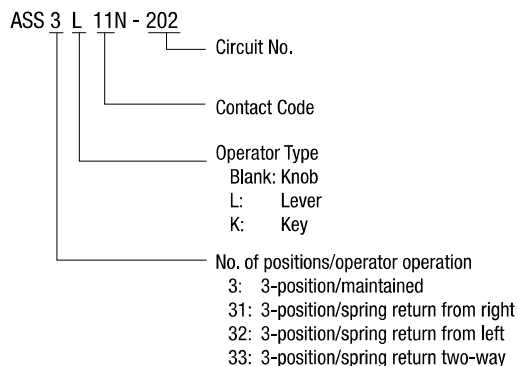 ASS 3 L 11N - 202
Circuit No.
Contact Code
Operator Type
Blank: Knob
L: Lever
K: Key
No. of positions/operator operation
3: 3-position/maintained
31: 3-position/spring return from right
32: 3-position/spring return from left
33: 3-position/spring return two-way